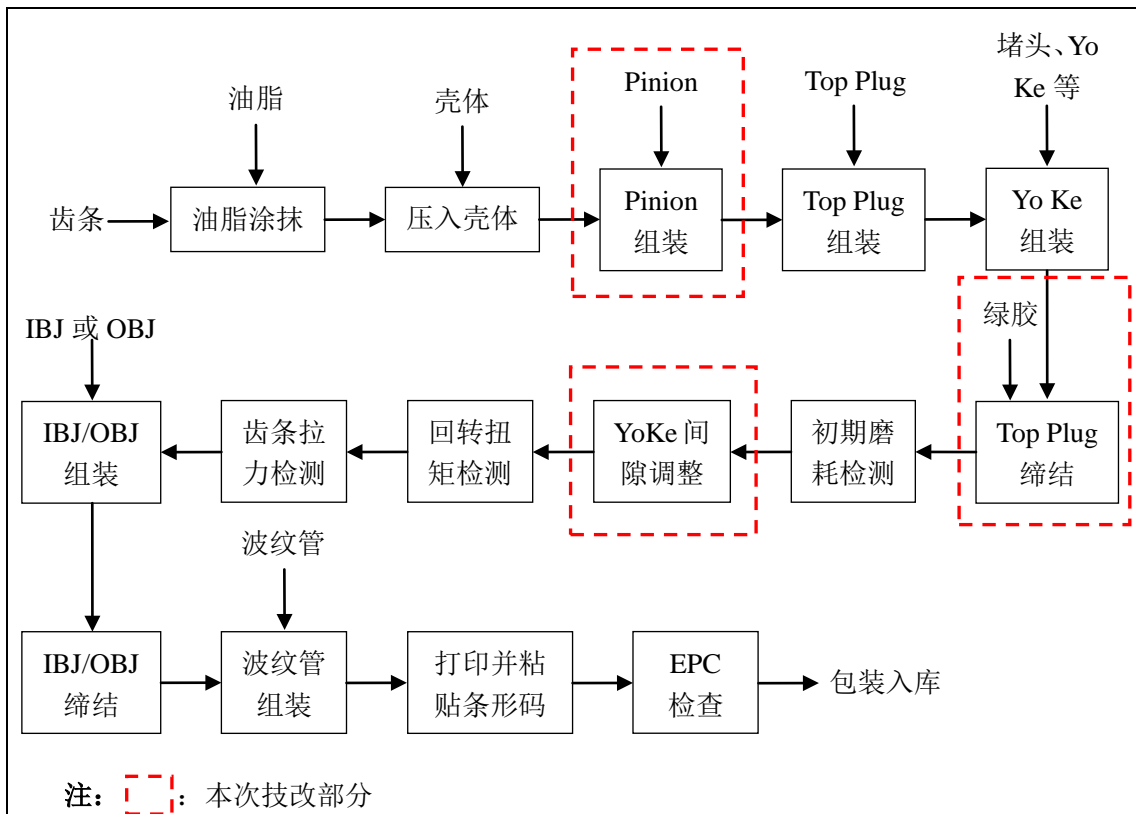 油脂
壳体
Pinion
Top Plug
堵头、Yo
Ke 等
齿条
油脂涂抹
压入壳体
Pinion
组装
Top Plug
组装
Yo Ke
组装
绿胶
IBJ 或 OBJ
IBJ/OBJ
组装
齿条拉
力检测
回转扭
矩检测
YoKe 间
隙调整
初期磨
耗检测
Top Plug
缔结
波纹管
IBJ/OBJ
缔结
波纹管
组装
打印并粘
贴条形码
EPC
检查
包装入库
注: : 本次技改部分